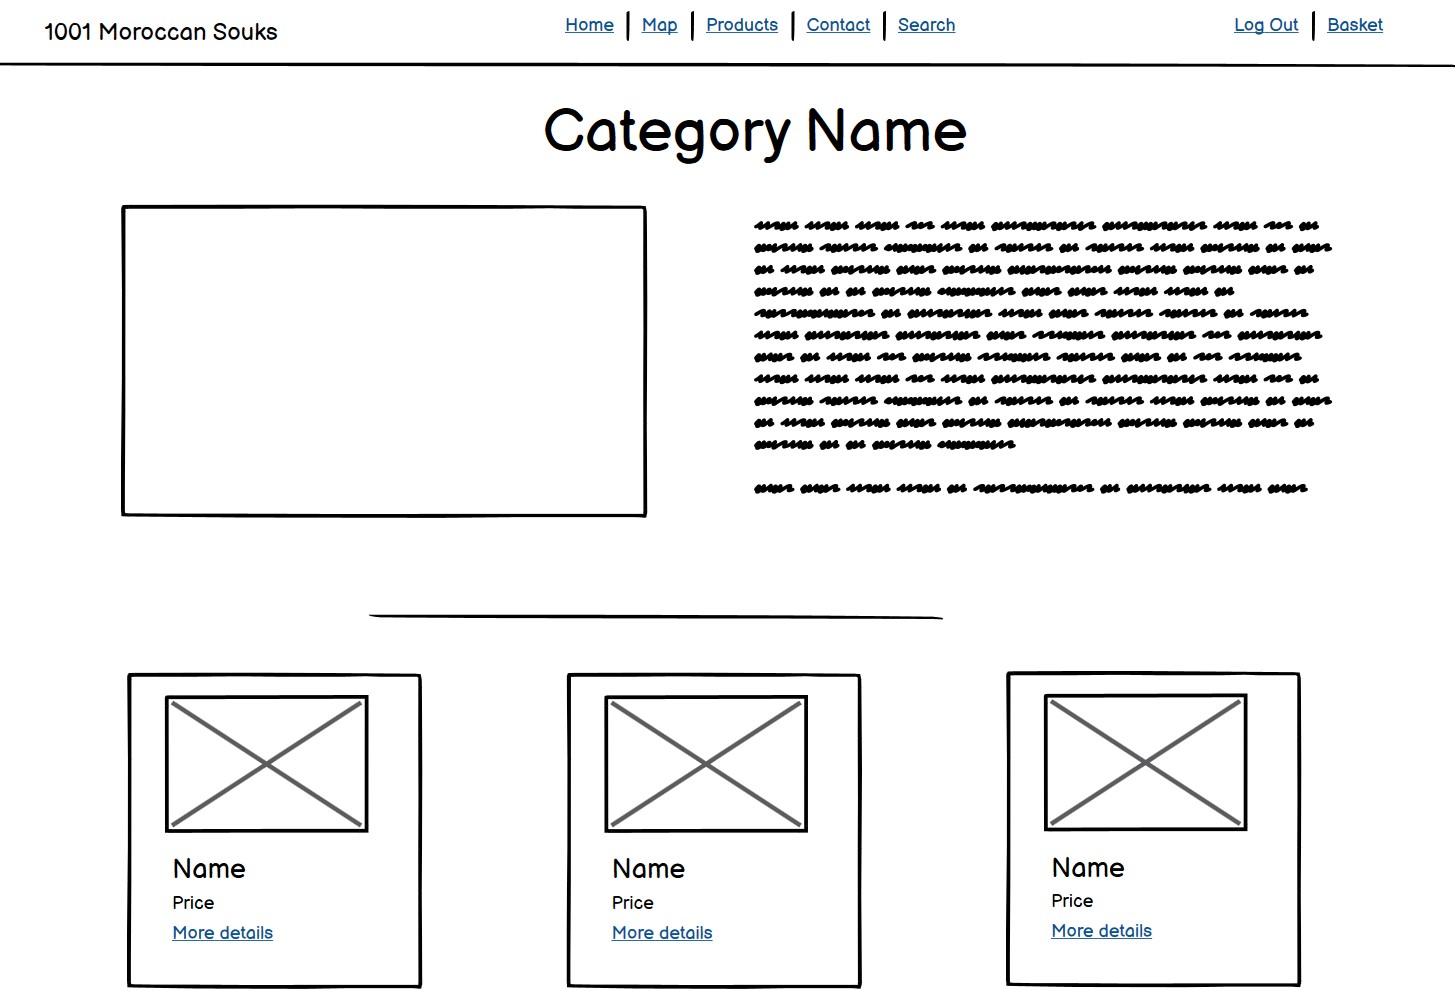 1001 Moroccan Souks
Home Map Products Contact Search
Log Out Basket
Category Name
Name
Price
More details
Name
Price
More details
Name
Price
More details